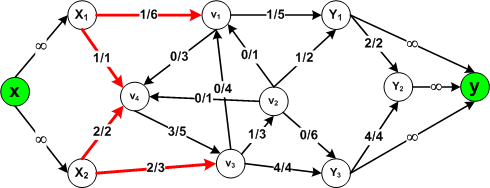 X1
1/6
v1
1/5
Y1
∞
∞
1/1
0/3
0/1
1/2
2/2
x
v4
0/1
0/4
v2
Y2
∞
y
∞
2/2
3/5
1/3
0/6
4/4
∞
X2
2/3
v3
4/4
Y3